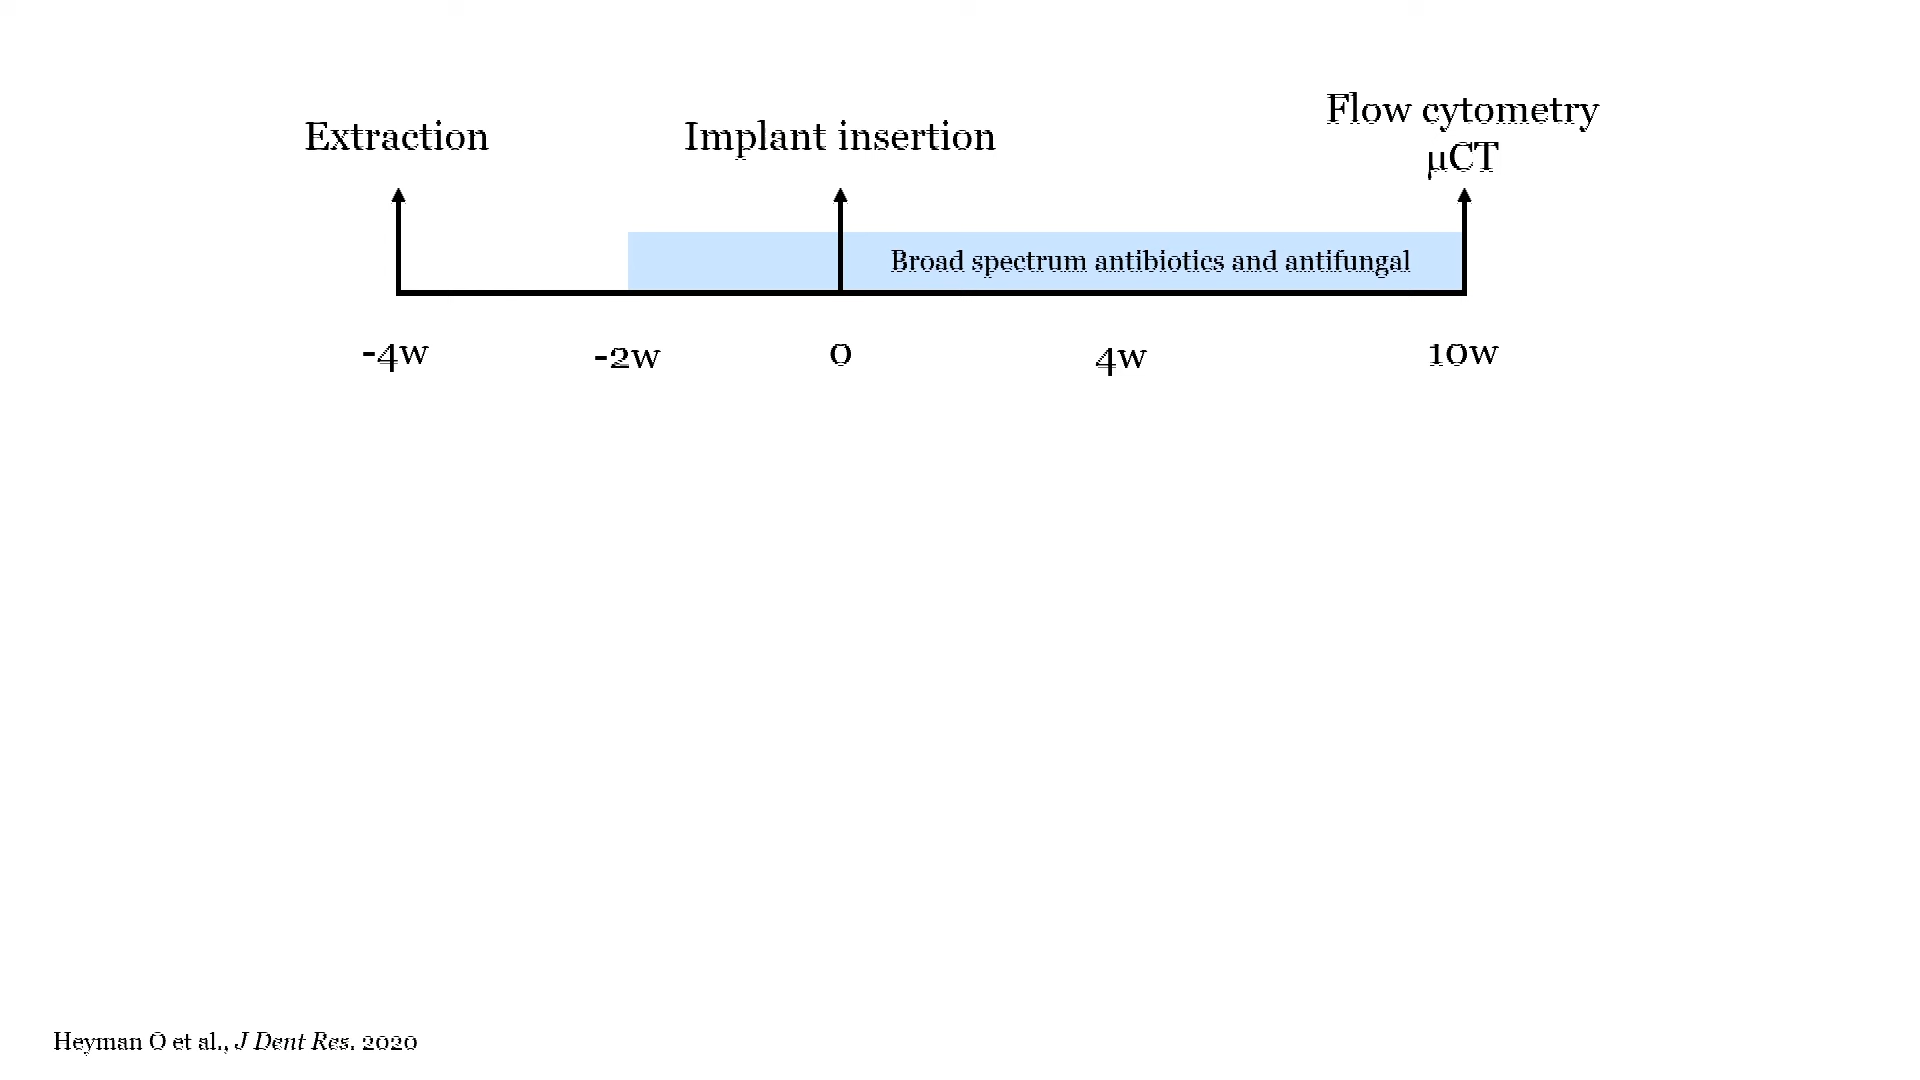 Extraction
Implant insertion
Flow cytometry
μCT
Broad spectrum antibiotics and antifungal
-4w
-2w
0
4w
10w
Heyman O et al., J Dent Res. 2020